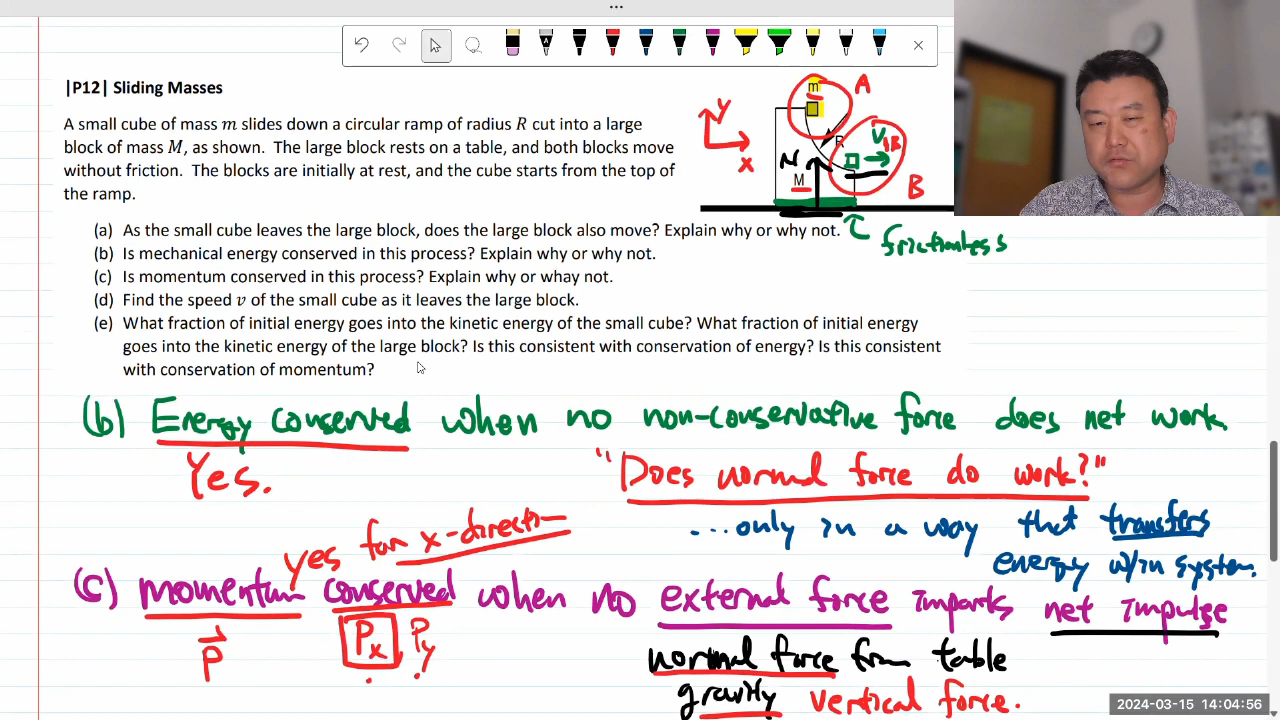 |P12| Sliding Masses
A small cube of mass m slides down a circular ramp of radius R cut into a large
block of mass M, as shown. The large block rests on a table, and both blocks move
without friction. The blocks are initially at rest, and the cube starts from the top of
the ramp.
m
A
Y
X
R
V1B
N
M
B
frictionless
(a) As the small cube leaves the large block, does the large block also move? Explain why or why not.
(b) Is mechanical energy conserved in this process? Explain why or why not.
(c) Is momentum conserved in this process? Explain why or whay not.
(d) Find the speed v of the small cube as it leaves the large block.
(e) What fraction of initial energy goes into the kinetic energy of the small cube? What fraction of initial energy
goes into the kinetic energy of the large block? Is this consistent with conservation of energy? Is this consistent
with conservation of momentum?
(b) Energy conserved when no non-conservative force does net work.
Yes.
"Does normal force do work?"
...only in a way that transfers
energy w/in system.
yes for x-direction
(c) momentum conserved when no external force imparts net impulse
P Px, Py
normal force from table
gravity vertical force.
2024-03-15 14:04:56